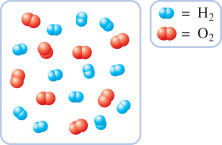 = H₂
= O₂